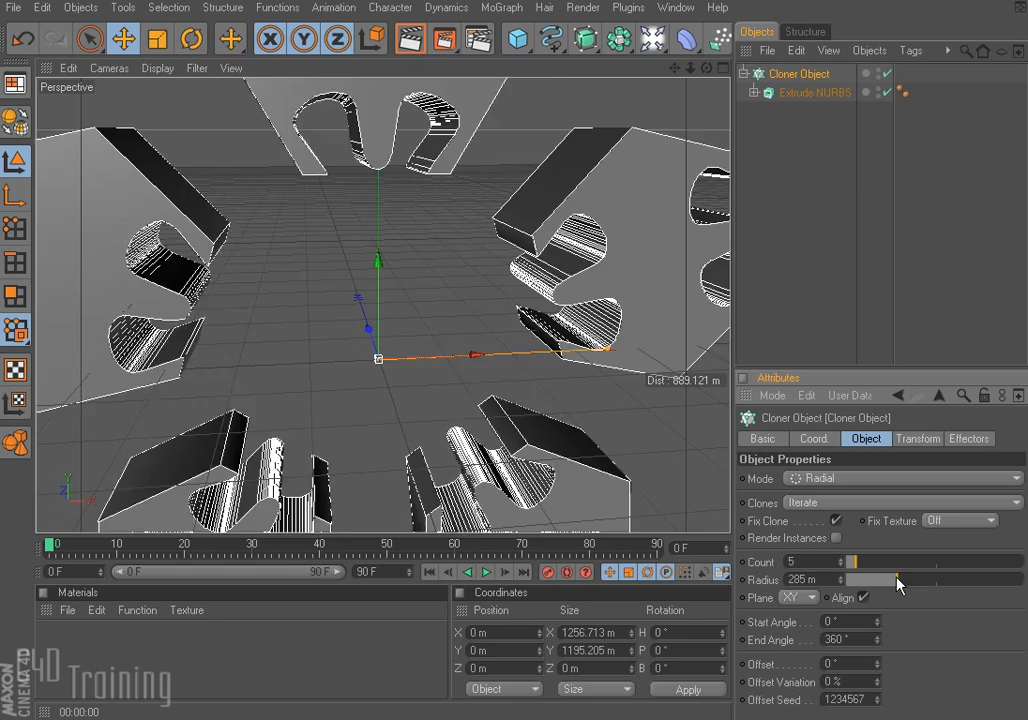 File Edit Objects Tools Selection Structure Functions Animation Character Dynamics MoGraph Hair Render Plugins Window Help
Objects Structure
File Edit View Objects Tags
Cloner Object
Extrude NURBS
Edit Cameras Display Filter View
Perspective
Dist : 889.121 m
Y
Z X
Attributes
Mode Edit User Data
Cloner Object [Cloner Object]
Basic Coord. Object Transform Effectors
Object Properties
Mode Radial
Clones Iterate
Fix Clone Fix Texture Off
Render Instances
Count 5
Radius 285 m
Plane XY Align
Start Angle 0 °
End Angle 360 °
Offset 0 °
Offset Variation 0 %
Offset Seed 1234567
0 10 20 30 40 50 60 70 80 90 0 F
0 F 0 F 90 F 90 F
Materials
File Edit Function Texture
Coordinates
Position Size Rotation
X 0 m X 1256.713 m H 0 °
Y 0 m Y 1195.205 m P 0 °
Z 0 m Z 0 m B 0 °
Object Size Apply
MAXON
CINEMA 4D
C4D Training
00:00:00